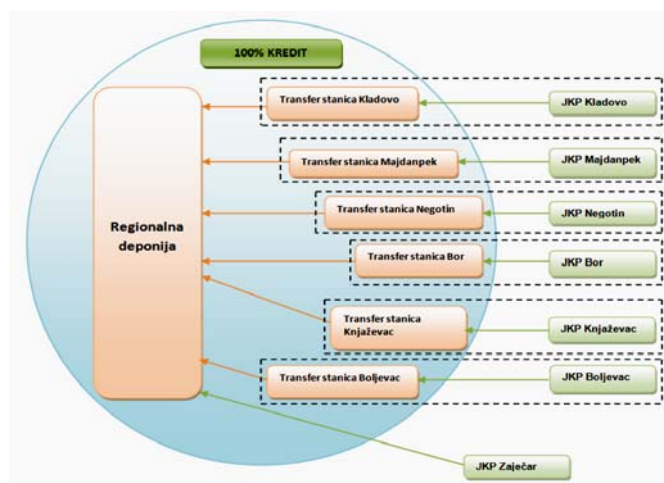 100% KREDIT
Transfer stanica Kladovo
JKP Kladovo
Transfer stanica Majdanpek
JKP Majdanpek
Transfer stanica Negotin
JKP Negotin
Regionalna
deponija
Transfer stanica Bor
JKP Bor
Transfer stanica
Knjaževac
JKP Knjaževac
Transfer stanica Boljevac
JKP Boljevac
JKP Zaječar